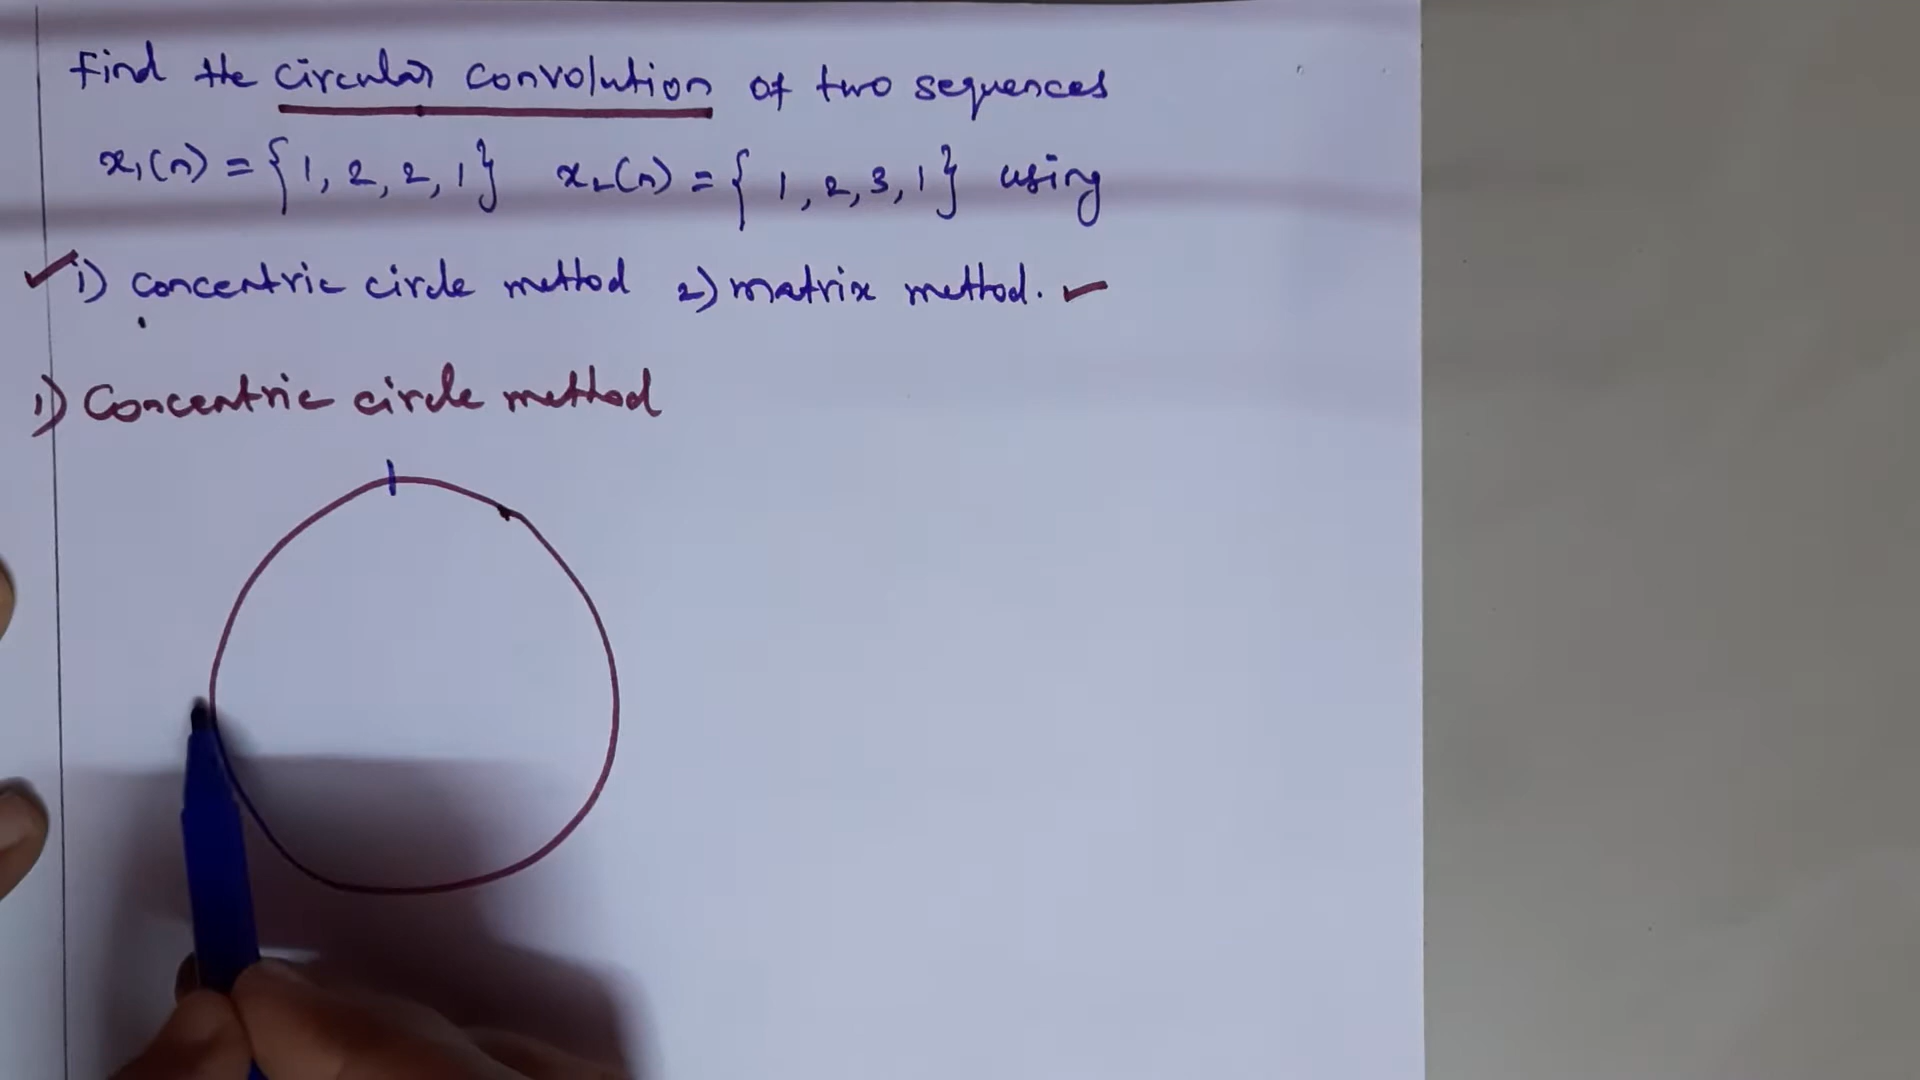 Find the circular convolution of two sequences
x₁(n) = {1, 2, 2, 1} x₂(n) = {1, 2, 3, 1} using
1) concentric circle method 2) matrix method.
1) Concentric circle method